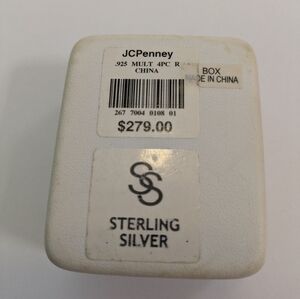 JCPenney
.925 MULT 4PC
CHINA
BOX
MADE IN CHINA
267 7004 0108 01
$279.00
SS
STERLING
SILVER